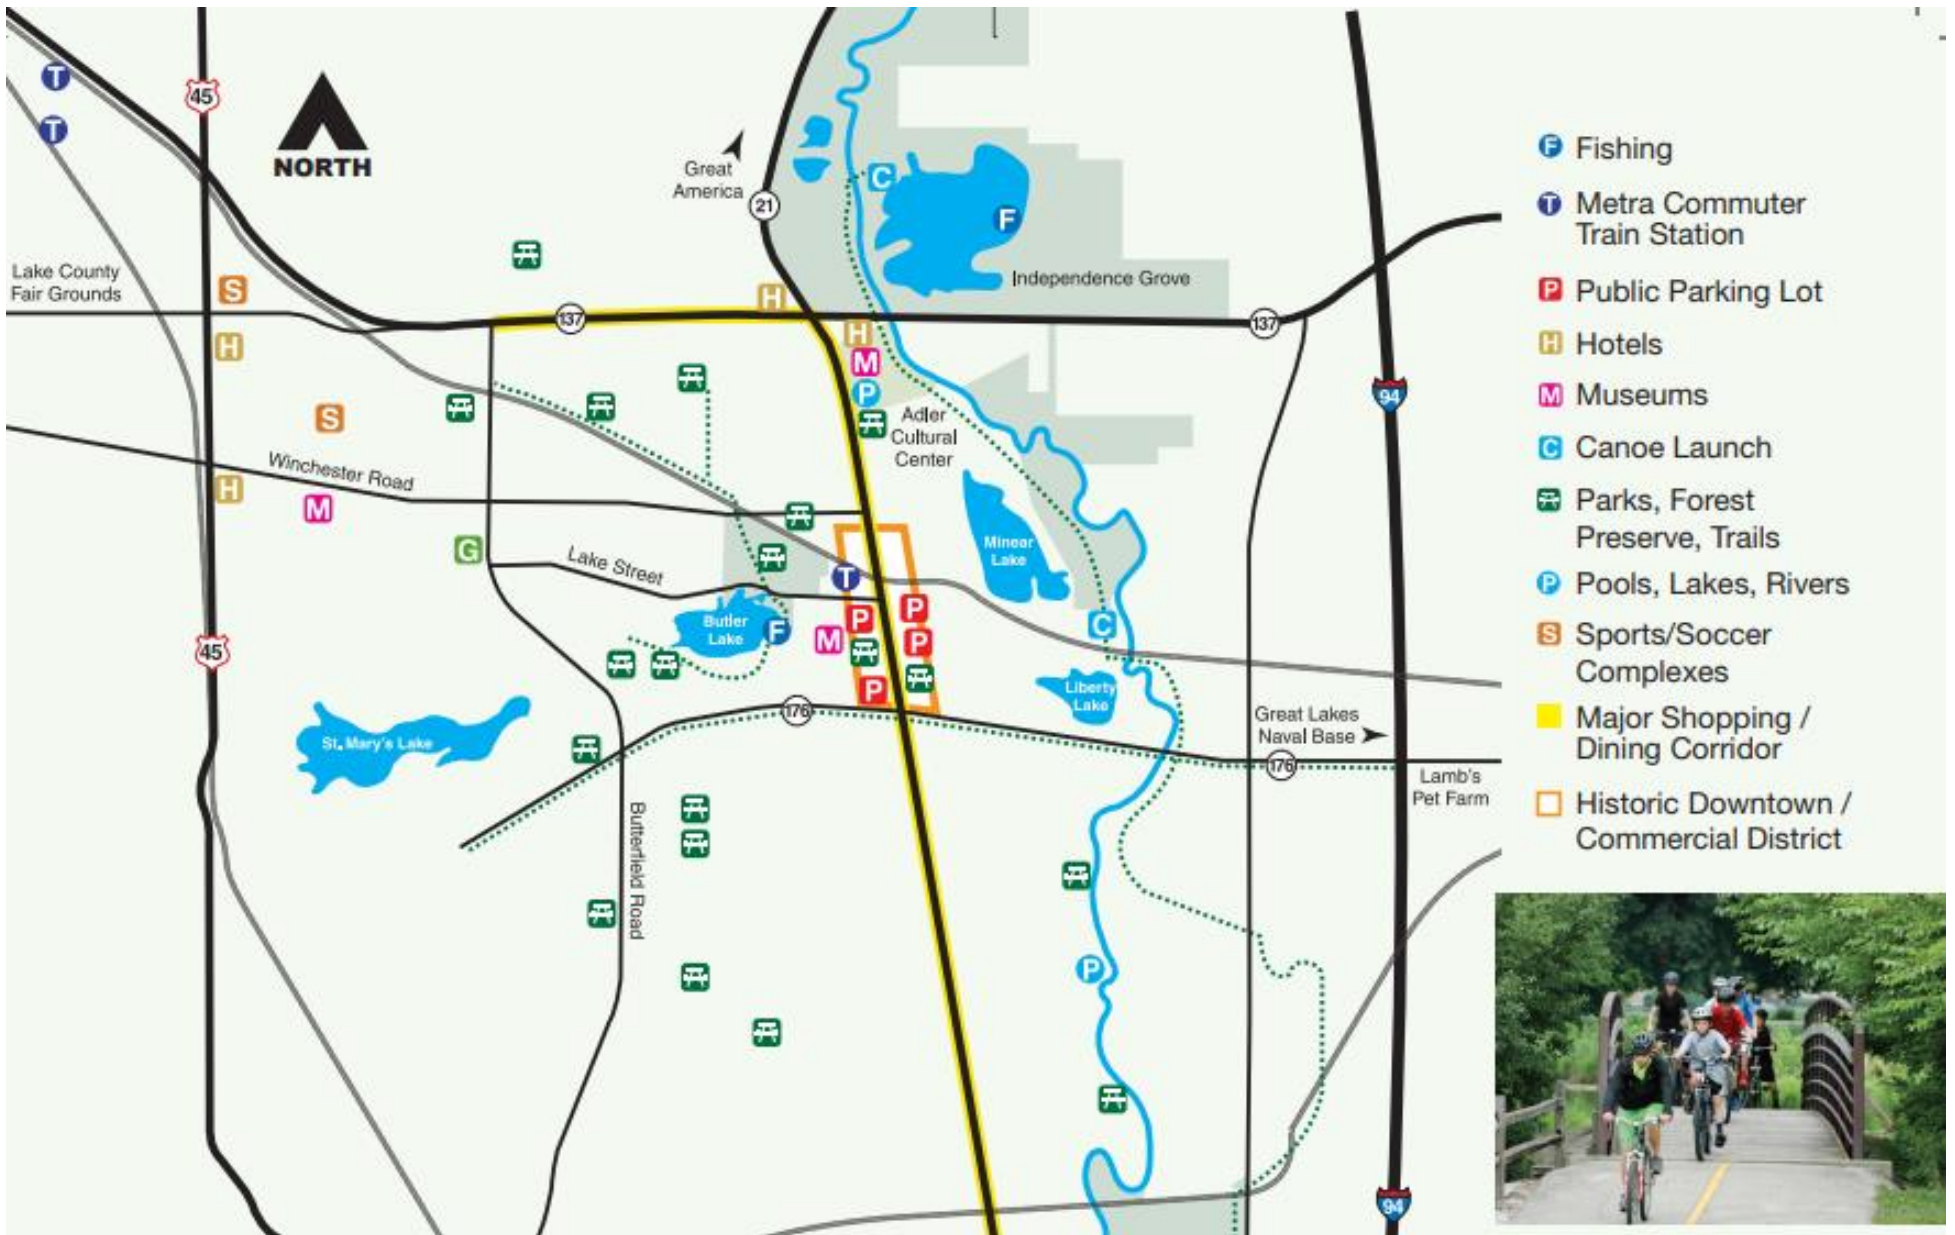 T
T
45
NORTH
Great
America
21
C
F
Independence Grove
Lake County
Fair Grounds
S
H
H
137
137
H
M
P
94
S
Adler
Cultural
Center
Winchester Road
H
M
G
Lake Street
T
Minear
Lake
Butler
Lake
F
M
P
P
P
P
C
45
Liberty
Lake
St. Mary's Lake
176
Great Lakes
Naval Base
176
Lamb's
Pet Farm
Butterfield Road
P
94
F Fishing
T Metra Commuter
Train Station
P Public Parking Lot
H Hotels
M Museums
C Canoe Launch
Parks, Forest
Preserve, Trails
P Pools, Lakes, Rivers
S Sports/Soccer
Complexes
Major Shopping /
Dining Corridor
Historic Downtown /
Commercial District